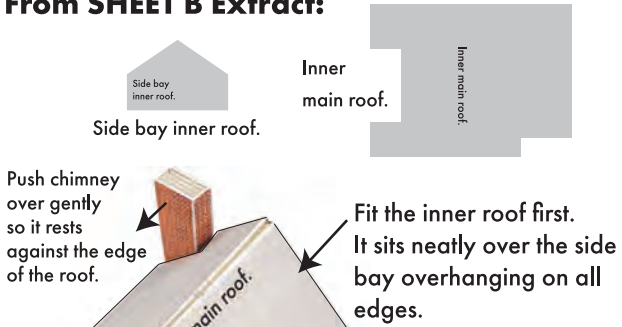 From SHEET B Extract:
Side bay
inner roof.
Side bay inner roof.
Inner
main roof.
Inner main roof.
Push chimney
over gently
so it rests
against the edge
of the roof.
Fit the inner roof first.
It sits neatly over the side
bay overhanging on all
edges.
main roof.